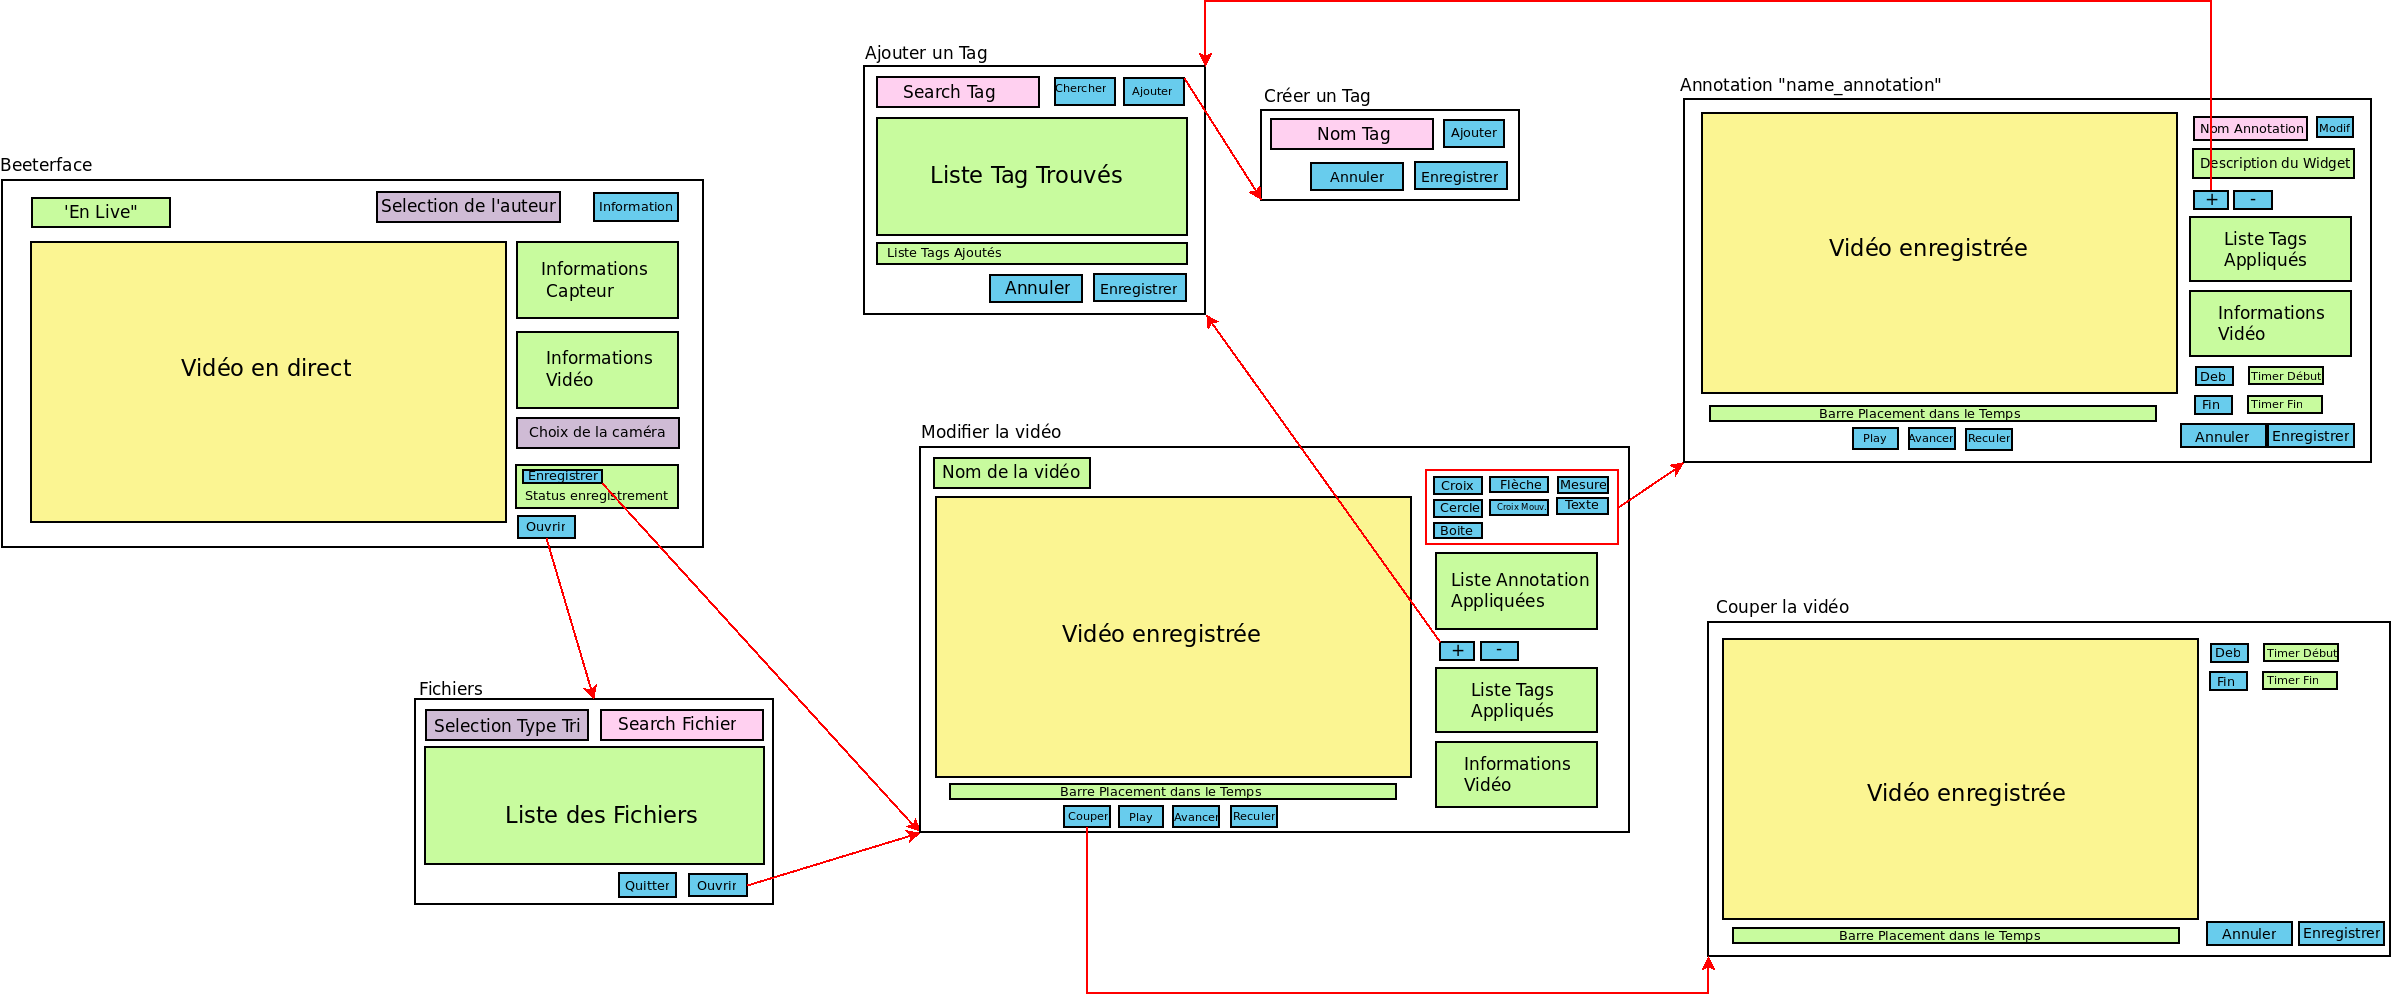 Beeterface
'En Live"
Selection de l'auteur
Information
Vidéo en direct
Informations
Capteur
Informations
Vidéo
Choix de la caméra
Enregistrer
Status enregistrement
Ouvrir
Fichiers
Selection Type Tri
Search Fichier
Liste des Fichiers
Quitter
Ouvrir
Ajouter un Tag
Search Tag
Chercher
Ajouter
Liste Tag Trouvés
Liste Tags Ajoutés
Annuler
Enregistrer
Créer un Tag
Nom Tag
Ajouter
Annuler
Enregistrer
Modifier la vidéo
Nom de la vidéo
Vidéo enregistrée
Croix
Flèche
Mesure
Cercle
Croix Mouv.
Texte
Boite
Liste Annotation
Appliquées
+
-
Liste Tags
Appliqués
Informations
Vidéo
Barre Placement dans le Temps
Couper
Play
Avancer
Reculer
Annotation "name_annotation"
Vidéo enregistrée
Nom Annotation
Modif
Description du Widget
+
-
Liste Tags
Appliqués
Informations
Vidéo
Deb
Timer Début
Fin
Timer Fin
Barre Placement dans le Temps
Play
Avancer
Reculer
Annuler
Enregistrer
Couper la vidéo
Vidéo enregistrée
Deb
Timer Début
Fin
Timer Fin
Barre Placement dans le Temps
Annuler
Enregistrer